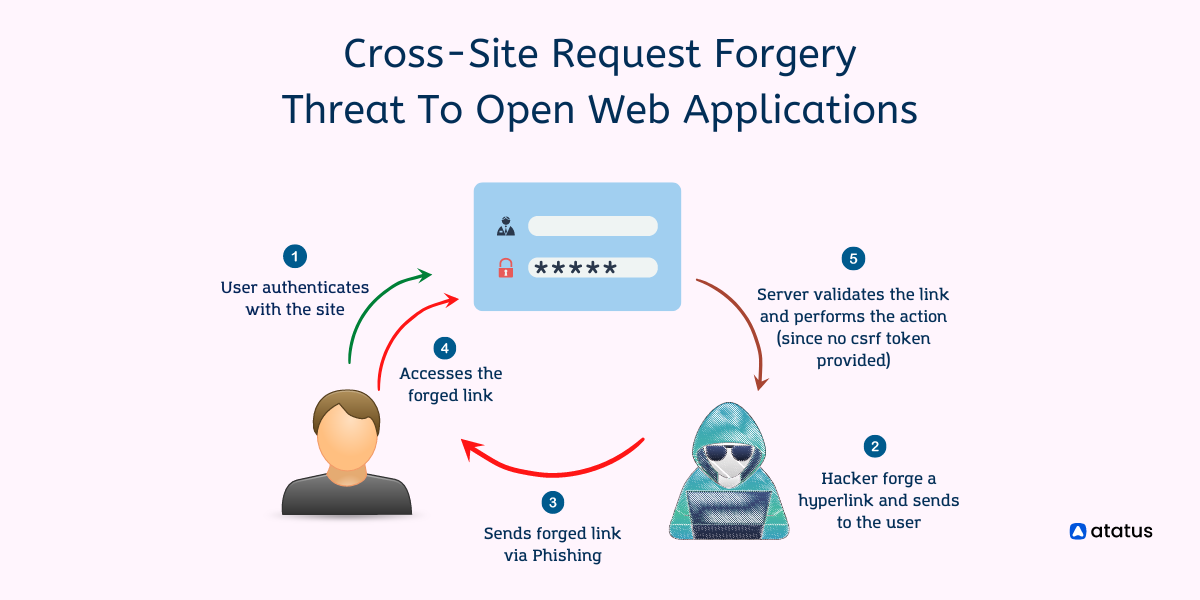 Cross-Site Request Forgery
Threat To Open Web Applications
1
User authenticates
with the site
*****
4
Accesses the
forged link
5
Server validates the link
and performs the action
(since no csrf token
provided)
2
Hacker forge a
hyperlink and sends
to the user
3
Sends forged link
via Phishing
atatus